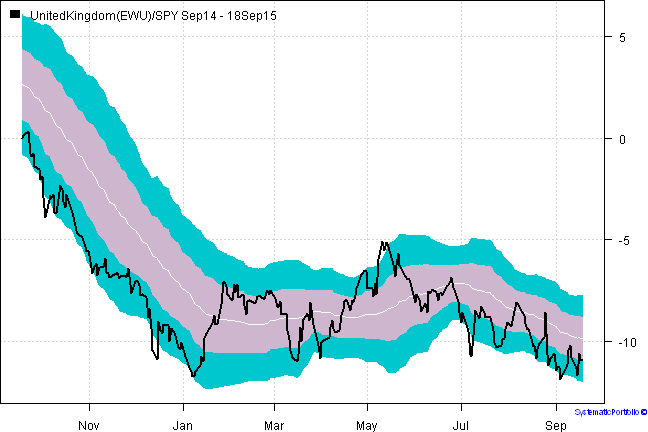 UnitedKingdom(EWU)/SPY Sep14 - 18Sep15
5
0
-5
-10
Nov Jan Mar May Jul Sep
SystematicPortfolio ©